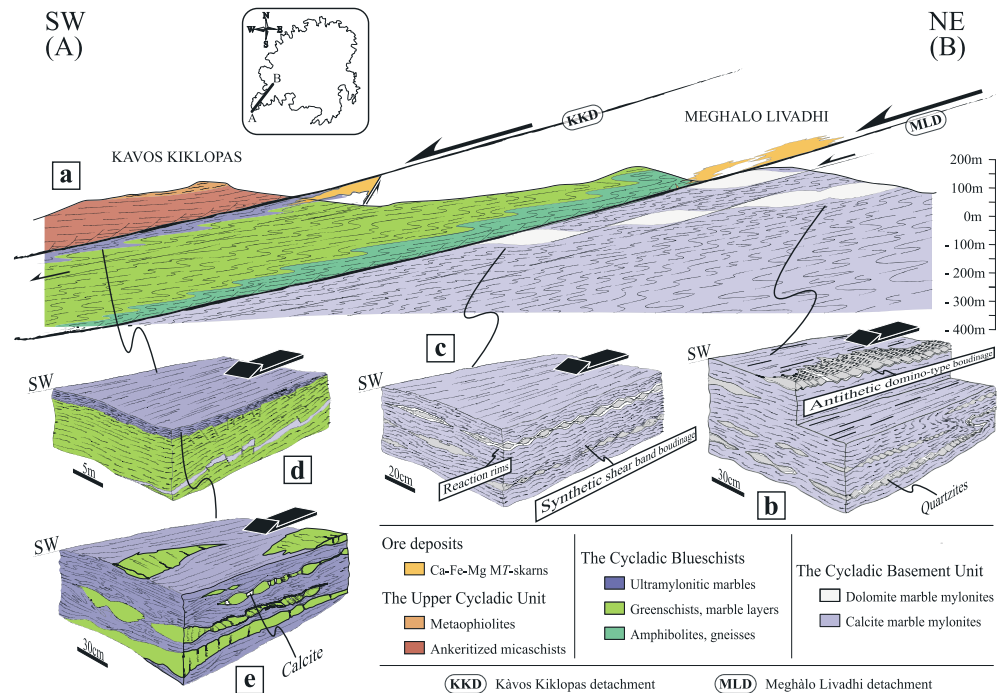 SW
(A)
N
W E
S
B
A
NE
(B)
KKD
MEGHALO LIVADHI
MLD
KAVOS KIKLOPAS
a
200m
100m
0m
- 100m
- 200m
- 300m
- 400m
c
SW
SW
SW
Antithetic domino-type boudinage
d
5m
20cm
Reaction rims
Synthetic shear band boudinage
30cm
b
Quartzites
SW
Calcite
30cm
e
Ore deposits
Ca-Fe-Mg MT-skarns
The Upper Cycladic Unit
Metaophiolites
Ankeritized micaschists
The Cycladic Blueschists
Ultramylonitic marbles
Greenschists, marble layers
Amphibolites, gneisses
The Cycladic Basement Unit
Dolomite marble mylonites
Calcite marble mylonites
KKD Kàvos Kiklopas detachment
MLD Meghàlo Livadhi detachment